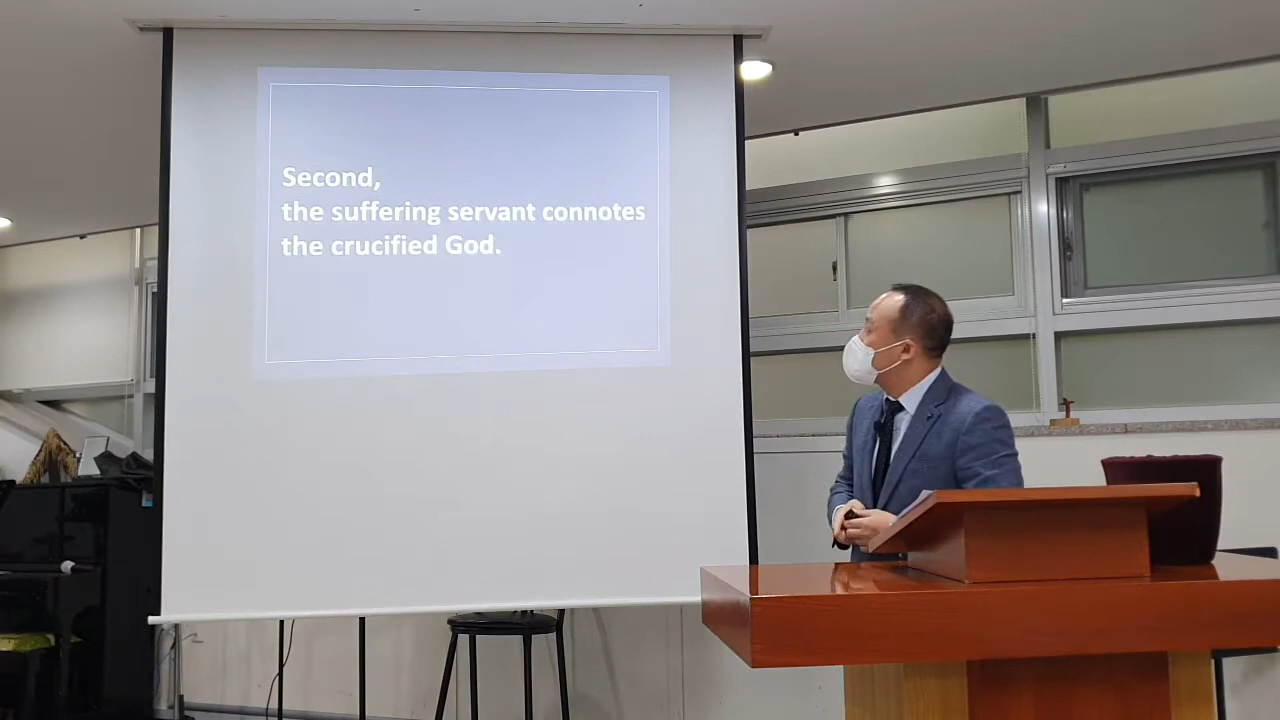 Second,
the suffering servant connotes
the crucified God.